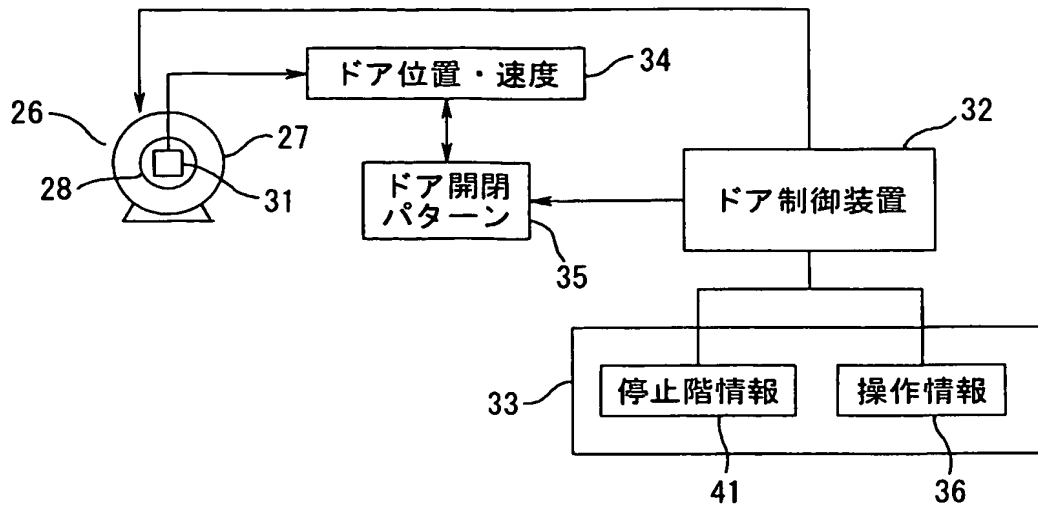 ドア位置・速度
34
26
27
28
31
ドア開閉
パターン
35
32
ドア制御装置
33
停止階情報
操作情報
41
36